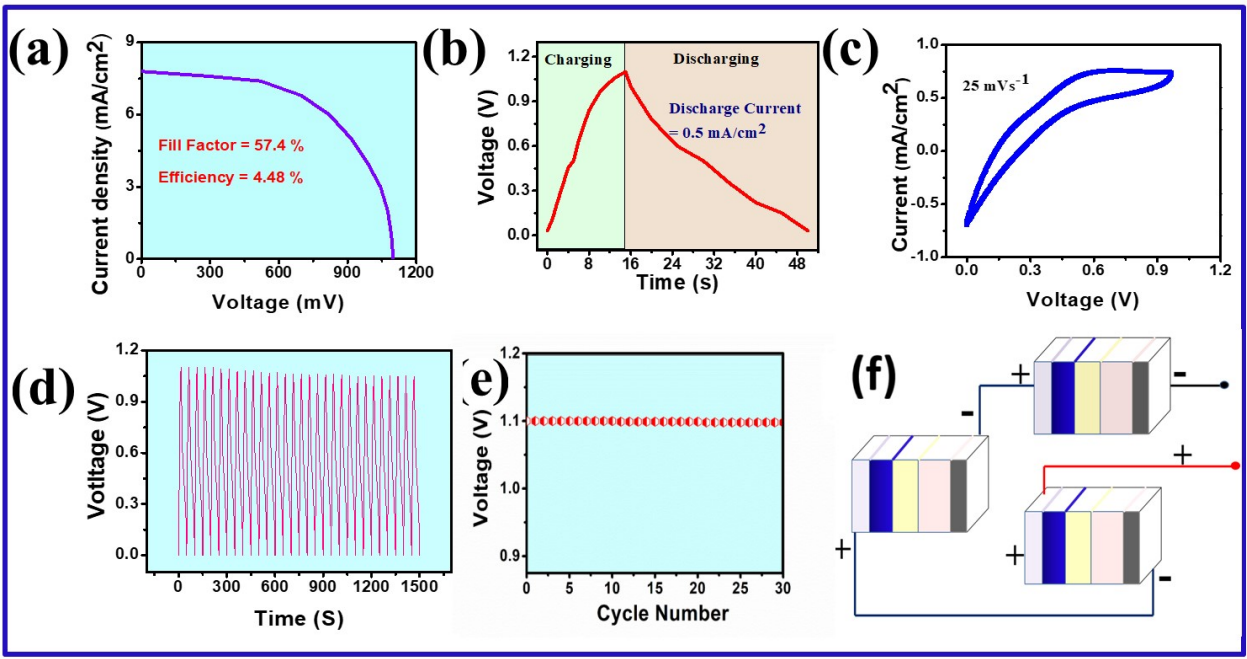 (a)
Current density (mA/cm2)
9
6
3
0
Fill Factor = 57.4 %
Efficiency = 4.48 %
0 300 600 900 1200
Voltage (mV)
(b)
Voltage (V)
1.2
0.9
0.6
0.3
0.0
Charging
Discharging
Discharge Current
= 0.5 mA/cm2
0 8 16 24 32 40 48
Time (s)
(c)
Current (mA/cm2)
1.0
0.5
0.0
-0.5
-1.0
25 mVs-1
0.0 0.3 0.6 0.9 1.2
Voltage (V)
(d)
Votltage (V)
1.2
0.9
0.6
0.3
0.0
0 300 600 900 1200 1500
Time (S)
(e)
Voltage (V)
1.2
1.1
1.0
0.9
0 5 10 15 20 25 30
Cycle Number
(f)
+ -
-
+
+
+
-